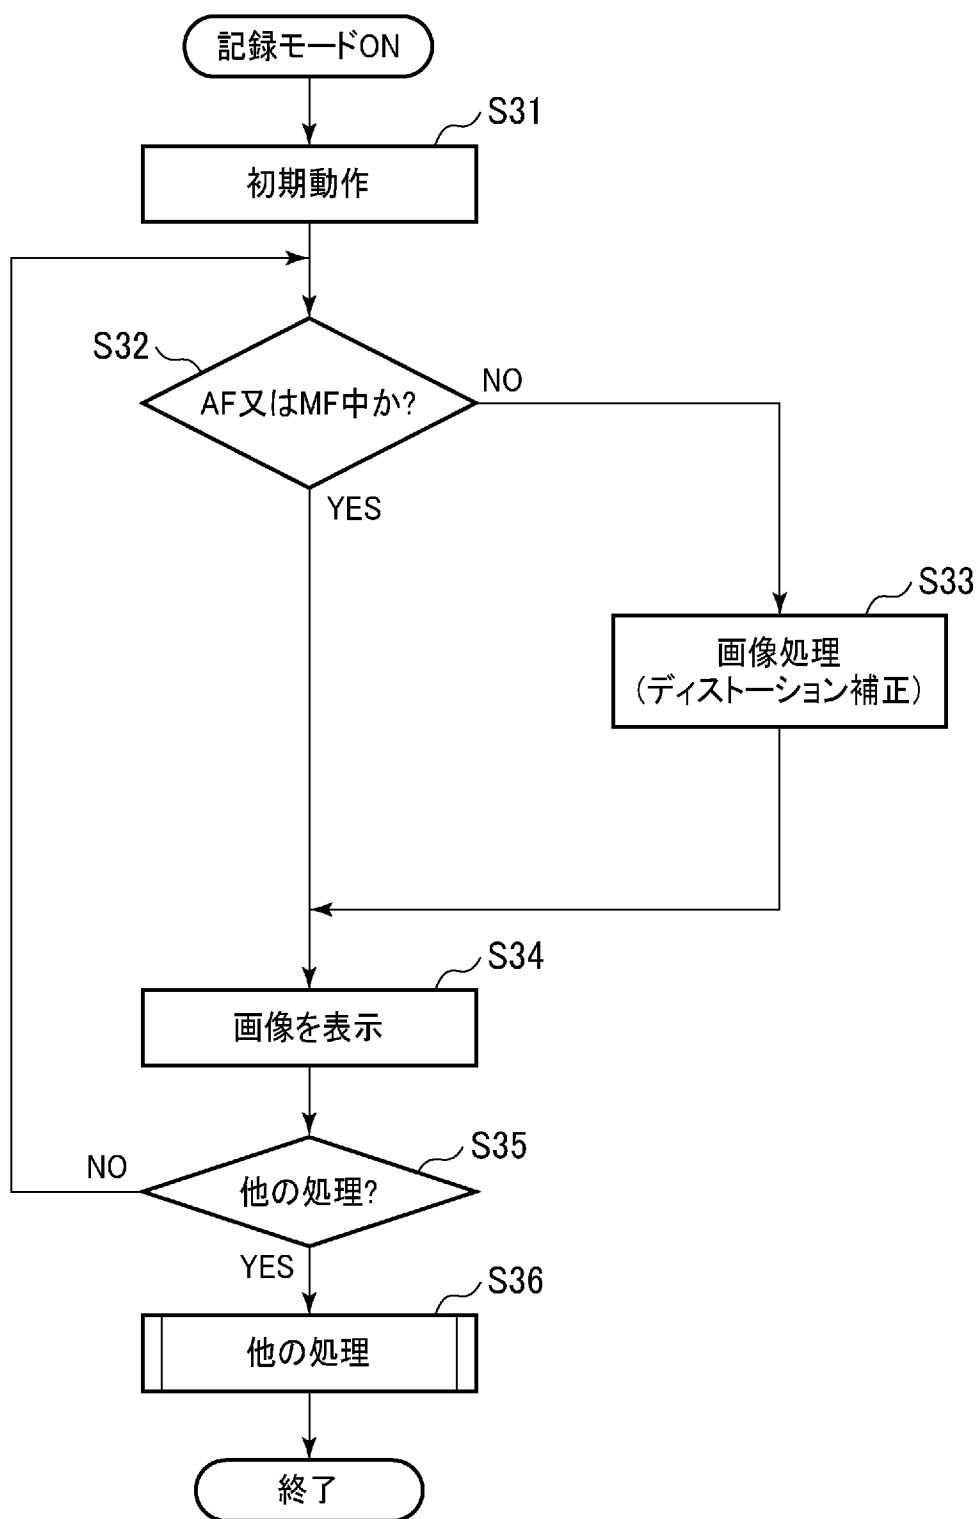 記録モードON
S31
初期動作
S32
AF又はMF中か?
NO
YES
S33
画像処理
(ディストーション補正)
S34
画像を表示
S35
他の処理?
NO
YES
S36
他の処理
終了